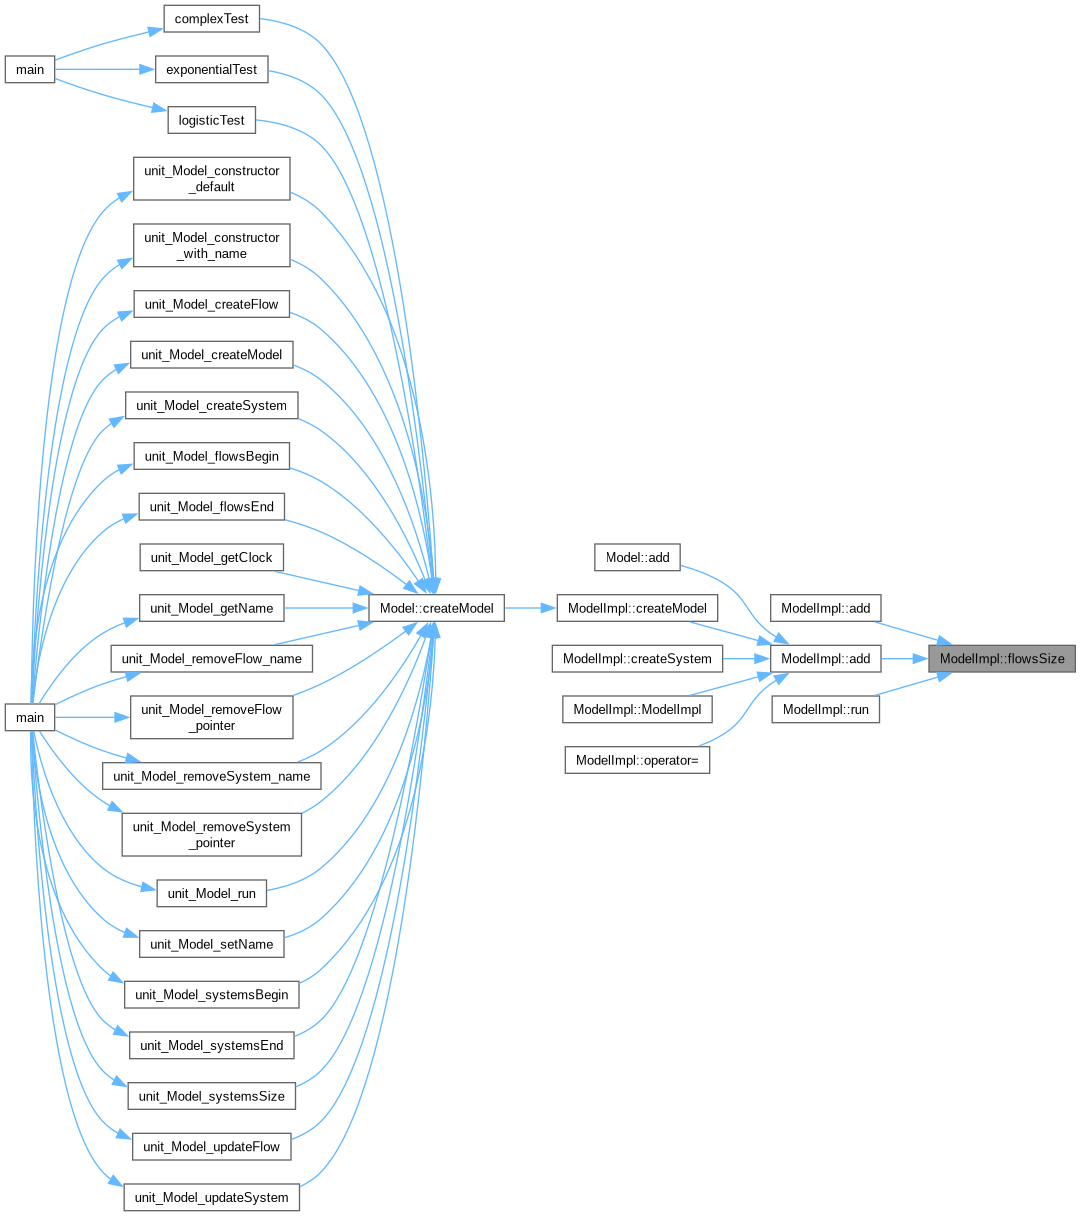 complexTest
main
exponentialTest
logisticTest
unit_Model_constructor
_default
unit_Model_constructor
_with_name
unit_Model_createFlow
unit_Model_createModel
unit_Model_createSystem
unit_Model_flowsBegin
unit_Model_flowsEnd
unit_Model_getClock
unit_Model_getName
unit_Model_removeFlow_name
unit_Model_removeFlow
_pointer
main
unit_Model_removeSystem_name
unit_Model_removeSystem
_pointer
unit_Model_run
unit_Model_setName
unit_Model_systemsBegin
unit_Model_systemsEnd
unit_Model_systemsSize
unit_Model_updateFlow
unit_Model_updateSystem
Model::createModel
Model::add
ModelImpl::createModel
ModelImpl::createSystem
ModelImpl::ModelImpl
ModelImpl::operator=
ModelImpl::add
ModelImpl::add
ModelImpl::run
ModelImpl::flowsSize